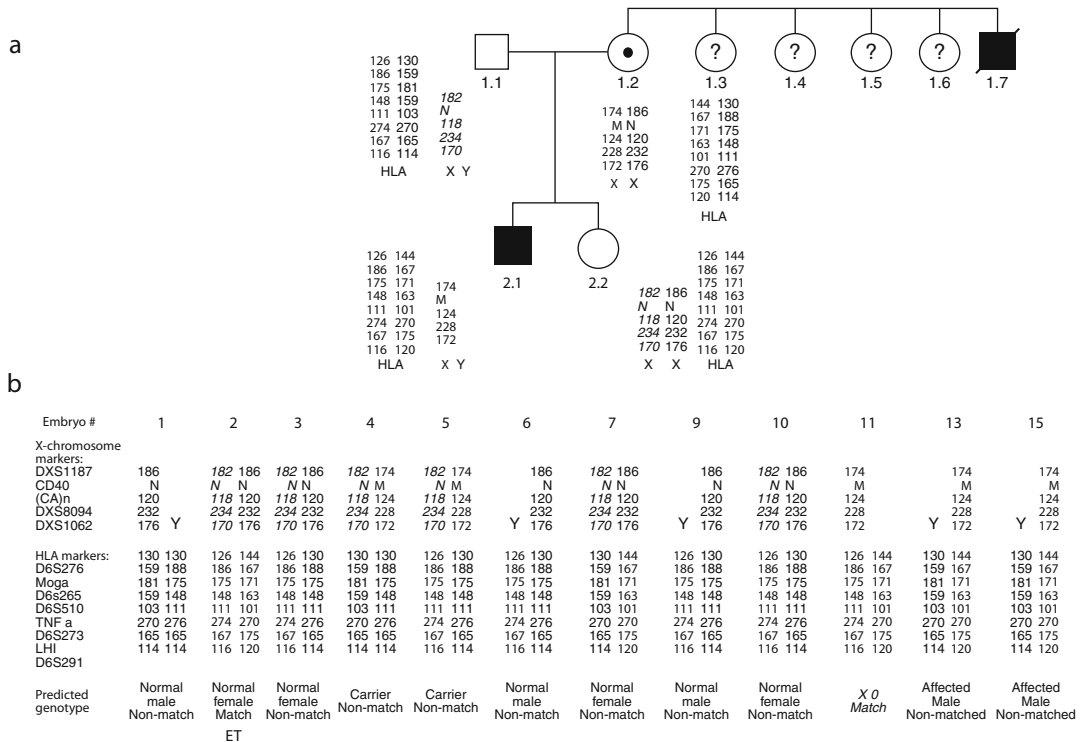 a
? ? ? ?
1.1 1.2 1.3 1.4 1.5 1.6 1.7
126 130
186 159
175 181
148 159
111 103
274 270
167 165
116 114
HLA
182
N
118
234
170
X Y
174 186
M N
124 120
228 232
172 176
X X
144 130
167 188
171 175
163 148
101 111
270 276
175 165
120 114
HLA
2.1 2.2
126 144
186 167
175 171
148 163
111 101
274 270
167 175
116 120
HLA
174
M
124
228
172
X Y
182 186
N N
118 120
234 232
170 176
X X
126 144
186 167
175 171
148 163
111 101
274 270
167 175
116 120
HLA
b
Embryo # 1 2 3 4 5 6 7 9 10 11 13 15
X-chromosome
markers:
DXS1187 186 182 186 182 186 182 174 182 174 186 182 186 186 182 186 174 174 174
CD40 N N N N N N M N M N N N N N N M M M
(CA)n 120 118 120 118 120 118 124 118 124 120 118 120 120 118 120 124 124 124
DXS8094 232 234 232 234 232 234 228 234 228 232 234 232 232 234 232 228 228 228
DXS1062 176 Y 170 176 170 176 170 172 170 172 Y 176 170 176 Y 176 170 176 172 Y 172 Y 172
HLA markers: 130 130 126 144 126 130 130 130 126 130 126 130 130 144 126 130 126 130 126 144 130 144 130 144
D6S276 159 188 186 167 186 188 159 188 186 188 186 188 159 167 186 188 186 188 186 167 159 167 159 167
Moga 181 175 175 171 175 175 181 175 175 175 175 175 181 171 175 175 175 175 175 171 181 171 181 171
D6s265 159 148 148 163 148 148 159 148 148 148 148 148 159 163 148 148 148 148 148 163 159 163 159 163
D6S510 103 111 111 101 111 111 103 111 111 111 111 111 103 101 111 111 111 111 111 101 103 101 103 101
TNF a 270 276 274 270 274 276 270 276 274 276 274 276 270 270 274 276 274 276 274 270 270 270 270 270
D6S273 165 165 167 175 167 165 165 165 167 165 167 165 165 175 167 165 167 165 167 175 165 175 165 175
LHI 114 114 116 120 116 114 114 114 116 114 116 114 114 120 116 114 116 114 116 120 114 120 114 120
D6S291
Predicted
genotype
Normal
male
Non-match
Normal
female
Match
Normal
female
Non-match
Carrier
Non-match
Carrier
Non-match
Normal
male
Non-match
Normal
female
Non-match
Normal
male
Non-match
Normal
female
Non-match
X 0
Match
Affected
Male
Non-matched
Affected
Male
Non-matched
ET